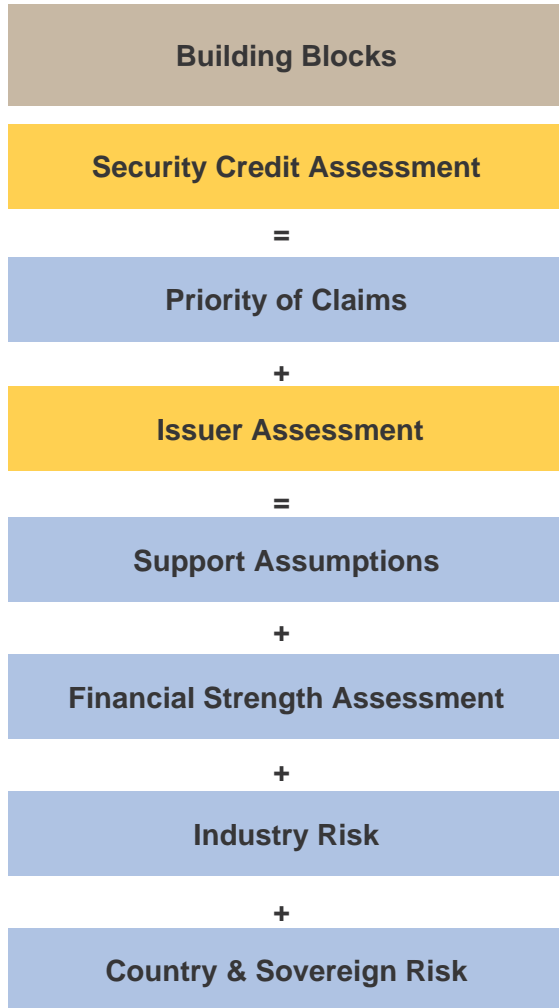 Building Blocks
Security Credit Assessment
=
Priority of Claims
+
Issuer Assessment
=
Support Assumptions
+
Financial Strength Assessment
+
Industry Risk
+
Country & Sovereign Risk